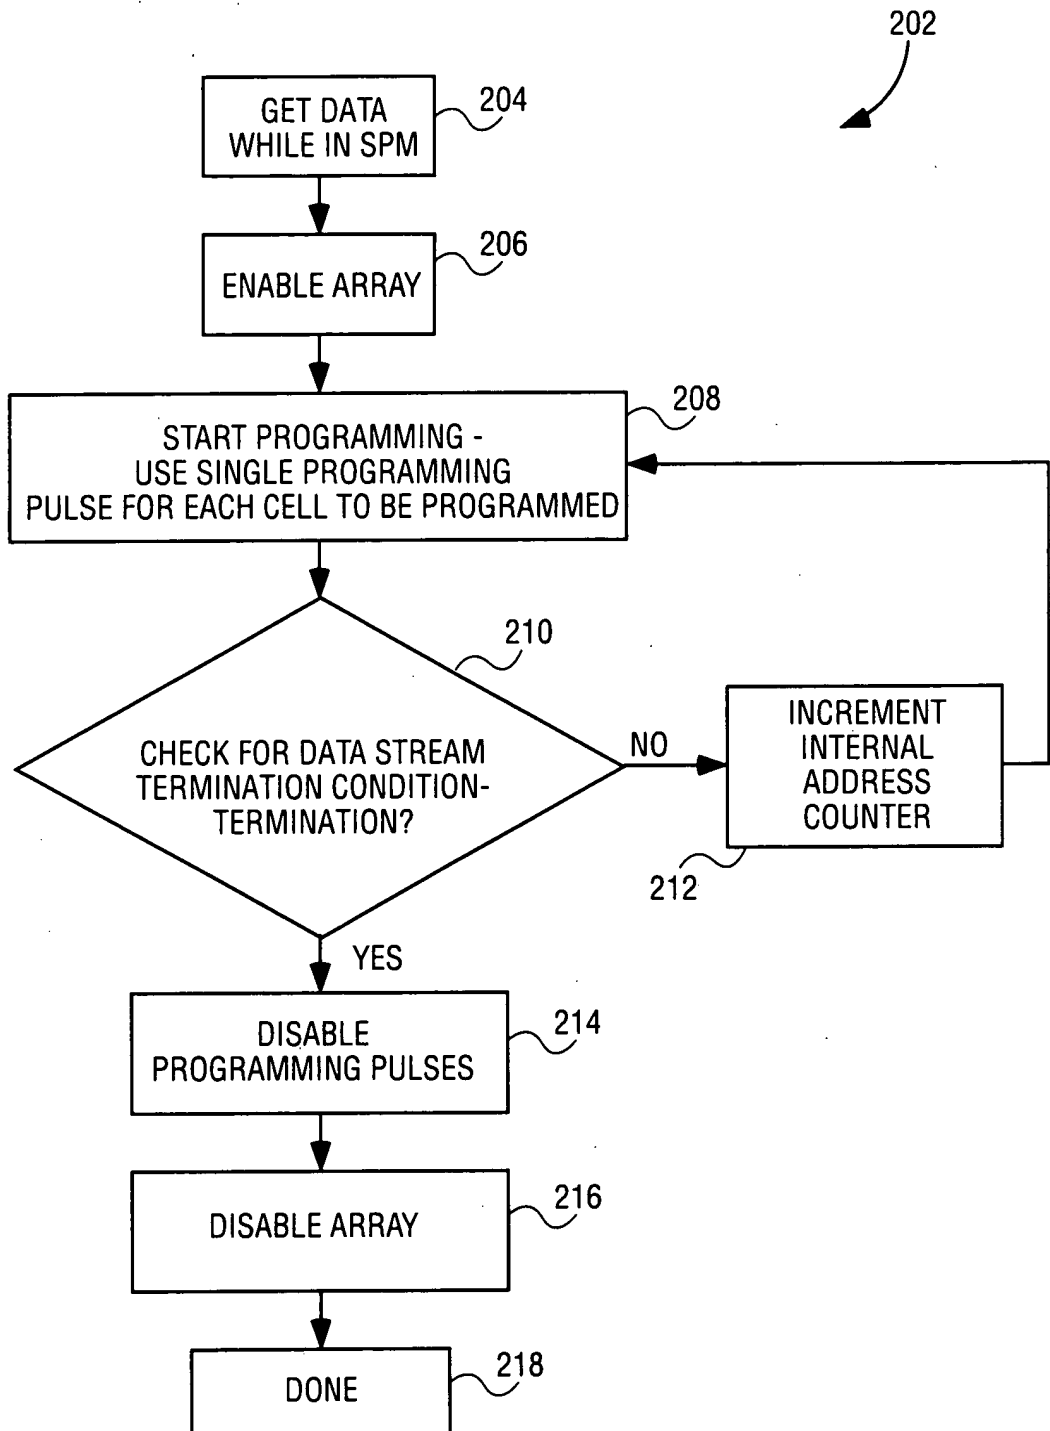 202
GET DATA
WHILE IN SPM
204
ENABLE ARRAY
206
START PROGRAMMING -
USE SINGLE PROGRAMMING
PULSE FOR EACH CELL TO BE PROGRAMMED
208
CHECK FOR DATA STREAM
TERMINATION CONDITION-
TERMINATION?
210
NO
INCREMENT
INTERNAL
ADDRESS
COUNTER
212
YES
DISABLE
PROGRAMMING PULSES
214
DISABLE ARRAY
216
DONE
218